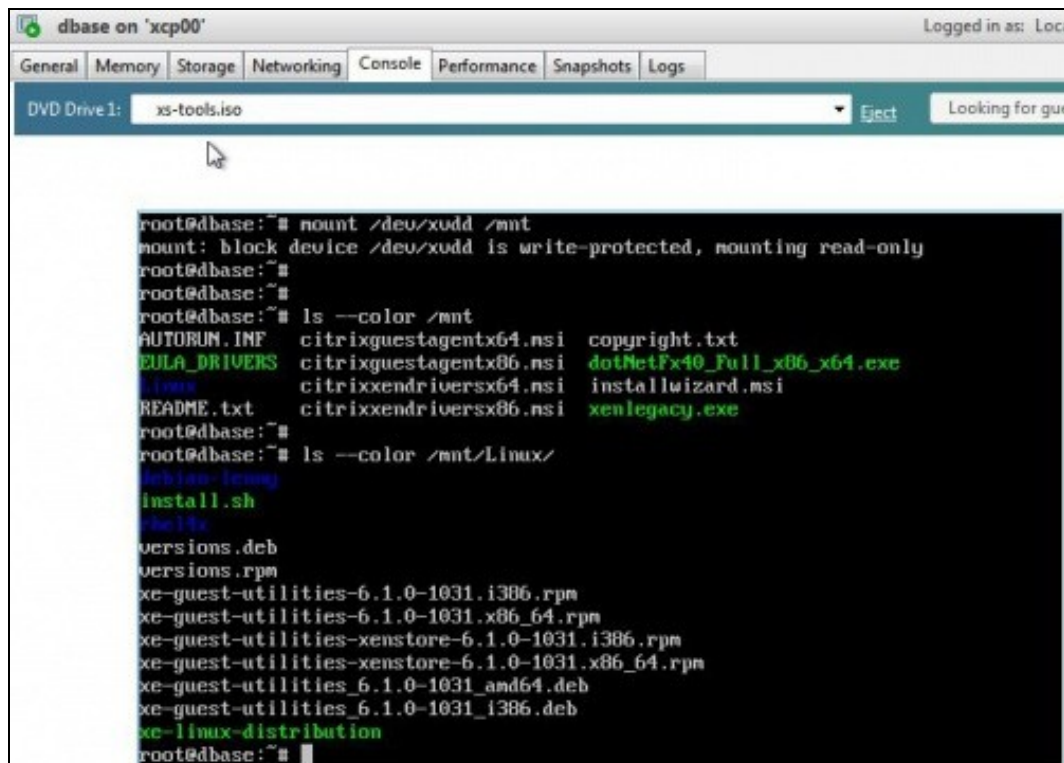 dbase on 'xcp00' Logged in as: Loc
General Memory Storage Networking Console Performance Snapshots Logs
DVD Drive 1: xs-tools.iso Eject Looking for gue
root@dbase:~# mount /dev/xvdd /mnt
mount: block device /dev/xvdd is write-protected, mounting read-only
root@dbase:~#
root@dbase:~#
root@dbase:~# ls --color /mnt
AUTORUN.INF citrixguestagentx64.msi copyright.txt
EULA_DRIVERS citrixguestagentx86.msi dotNetFx40_Full_x86_x64.exe
Linux citrixxendriversx64.msi installwizard.msi
README.txt citrixxendriversx86.msi xenlegacy.exe
root@dbase:~#
root@dbase:~# ls --color /mnt/Linux/
debian-lenny
install.sh
rhel4x
versions.deb
versions.rpm
xe-guest-utilities-6.1.0-1031.i386.rpm
xe-guest-utilities-6.1.0-1031.x86_64.rpm
xe-guest-utilities-xenstore-6.1.0-1031.i386.rpm
xe-guest-utilities-xenstore-6.1.0-1031.x86_64.rpm
xe-guest-utilities_6.1.0-1031_amd64.deb
xe-guest-utilities_6.1.0-1031_i386.deb
xe-linux-distribution
root@dbase:~#